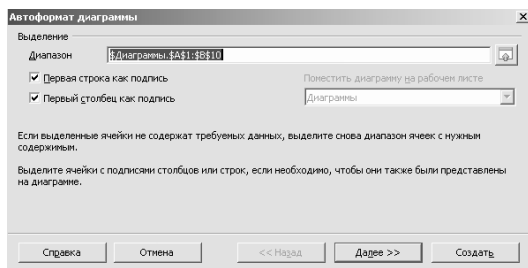 Автоформат диаграммы
Выделение
Диапазон $Диаграммы.$A$1:$B$10
Первая строка как подпись Поместить диаграмму на рабочем листе
Первый столбец как подпись Диаграммы
Если выделенные ячейки не содержат требуемых данных, выделите снова диапазон ячеек с нужным
содержимым.
Выделите ячейки с подписями столбцов или строк, если необходимо, чтобы они также были представлены
на диаграмме.
Справка Отмена << Назад Далее >> Создать